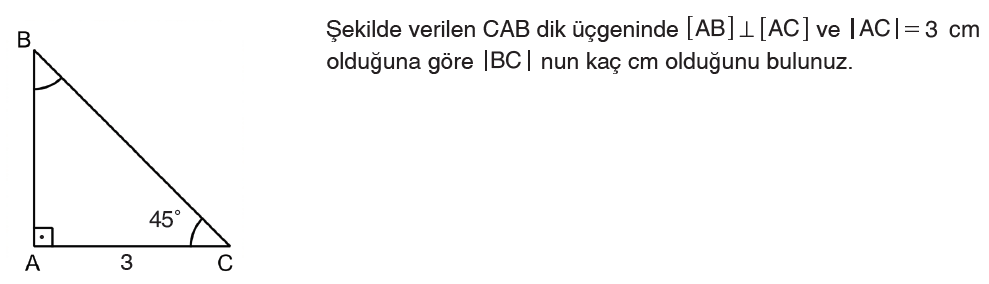 Şekilde verilen CAB dik üçgeninde [AB]⊥[AC] ve |AC|=3 cm
olduğuna göre |BC| nun kaç cm olduğunu bulunuz.
B
45°
A 3 C